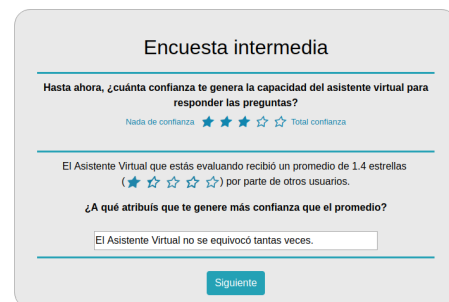 Encuesta intermedia
Hasta ahora, ¿cuánta confianza te genera la capacidad del asistente virtual para
responder las preguntas?
Nada de confianza Total confianza
El Asistente Virtual que estás evaluando recibió un promedio de 1.4 estrellas
( ) por parte de otros usuarios.
¿A qué atribuís que te genere más confianza que el promedio?
El Asistente Virtual no se equivocó tantas veces.
Siguiente